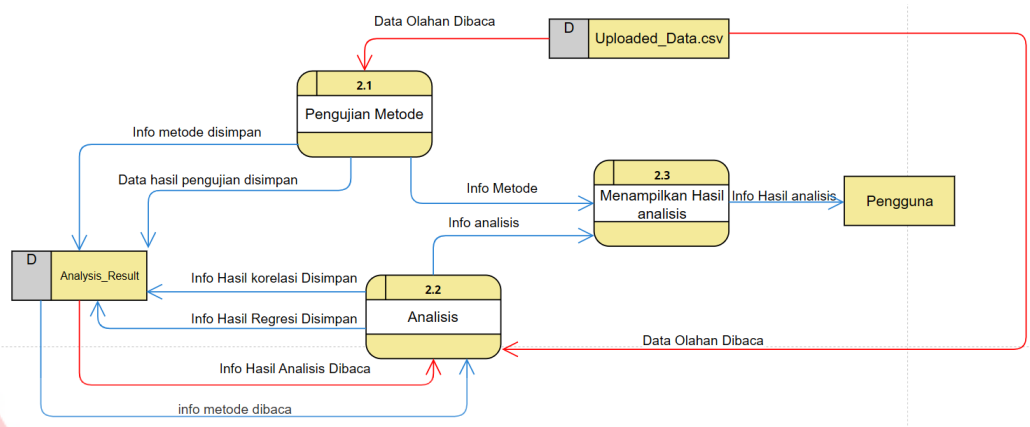 Data Olahan Dibaca
D
Uploaded_Data.csv
2.1
Pengujian Metode
Info metode disimpan
Data hasil pengujian disimpan
Info Metode
2.3
Menampilkan Hasil
analisis
Info Hasil analisis
Pengguna
Info analisis
D
Analysis_Result
Info Hasil korelasi Disimpan
2.2
Analisis
Info Hasil Regresi Disimpan
Data Olahan Dibaca
Info Hasil Analisis Dibaca
info metode dibaca